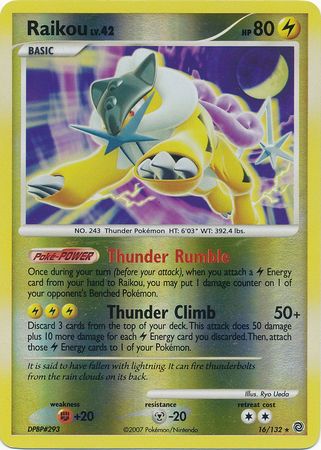 Raikou LV.42
HP 80
BASIC
NO. 243 Thunder Pokémon HT: 6'03" WT: 392.4 lbs.
Poké-POWER Thunder Rumble
Once during your turn (before your attack), when you attach a Energy
card from your hand to Raikou, you may put 1 damage counter on 1
of your opponent's Benched Pokémon.
Thunder Climb 50+
Discard 3 cards from the top of your deck. This attack does 50 damage
plus 10 more damage for each Energy card you discarded. Then, attach
those Energy cards to 1 of your Pokémon.
It is said to have fallen with lightning. It can fire thunderbolts
from the rain clouds on its back.
Illus. Ryo Ueda
weakness resistance retreat cost
+20 -20
DPBP#293 ©2007 Pokémon/Nintendo 16/132 ★